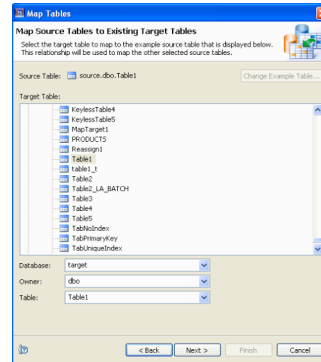 Map Tables
Map Source Tables to Existing Target Tables
Select the target table to map to the example source table that is displayed below.
This relationship will be used to map the other selected source tables.
Source Table: source.dbo.Table1 Change Example Table...
Target Table:
KeylessTable4
KeylessTable5
MapTarget1
PRODUCTS
Reassign1
Table1
table1_t
Table2
Table2_LA_BATCH
Table3
Table4
Table5
TabNoIndex
TabPrimaryKey
TabUniqueIndex
Database: target
Owner: dbo
Table: Table1
< Back Next > Finish Cancel